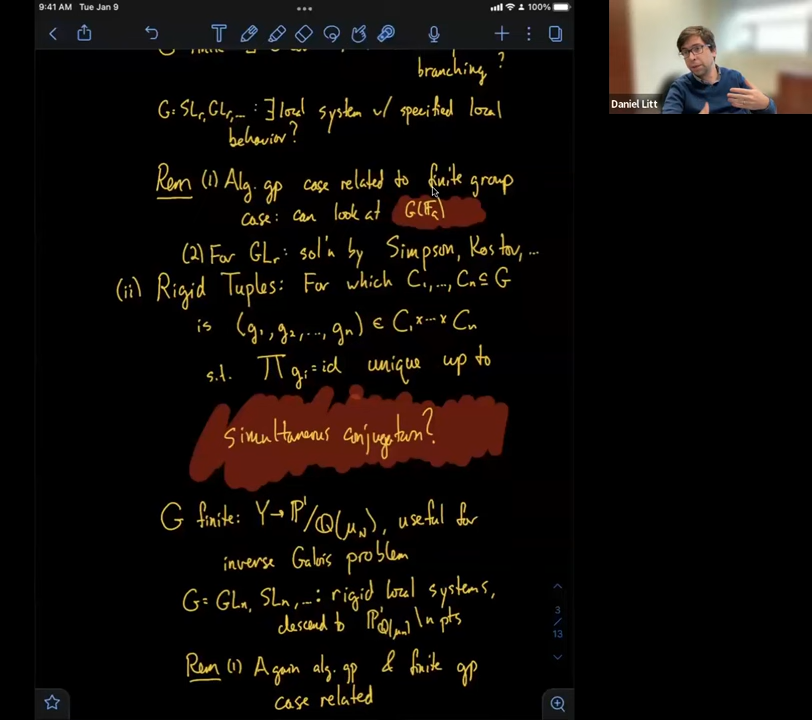 9:41 AM Tue Jan 9
100%
Daniel Litt
branching?
G=SLr, GLr, ... : ∃ local system w/ specified local
behavior?
Rem (1) Alg. gp case related to finite group
case: can look at G(𝔽q)
(2) For GLr: sol'n by Simpson, Kostov, ...
(ii) Rigid Tuples: For which C1, ..., Cn ⊆ G
is (g1, g2, ..., gn) ∈ C1 × ... × Cn
s.t. ∏ gi = id unique up to
simultaneous conjugation?
G finite: Y → ℙ¹/ℚ(μN), useful for
inverse Galois problem
G = GLn, SLn, ... : rigid local systems,
descend to ℙ¹ℚ(μn) \ n pts
3
/
13
Rem (1) Again alg. gp & finite gp
case related